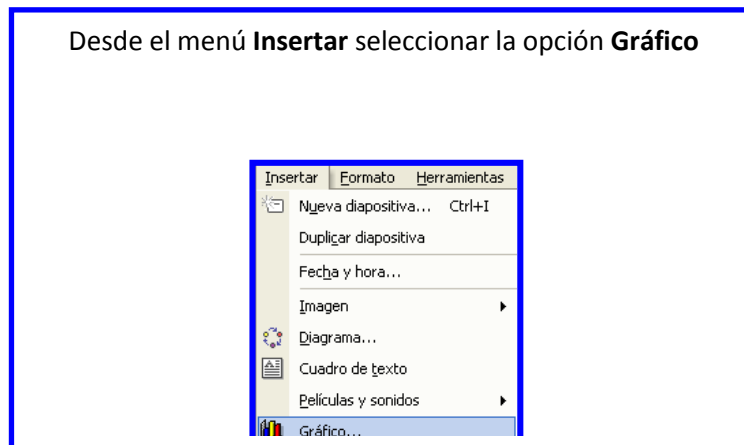 Desde el menú Insertar seleccionar la opción Gráfico
Insertar Formato Herramientas
Nueva diapositiva... Ctrl+I
Duplicar diapositiva
Fecha y hora...
Imagen
Diagrama...
Cuadro de texto
Películas y sonidos
Gráfico...